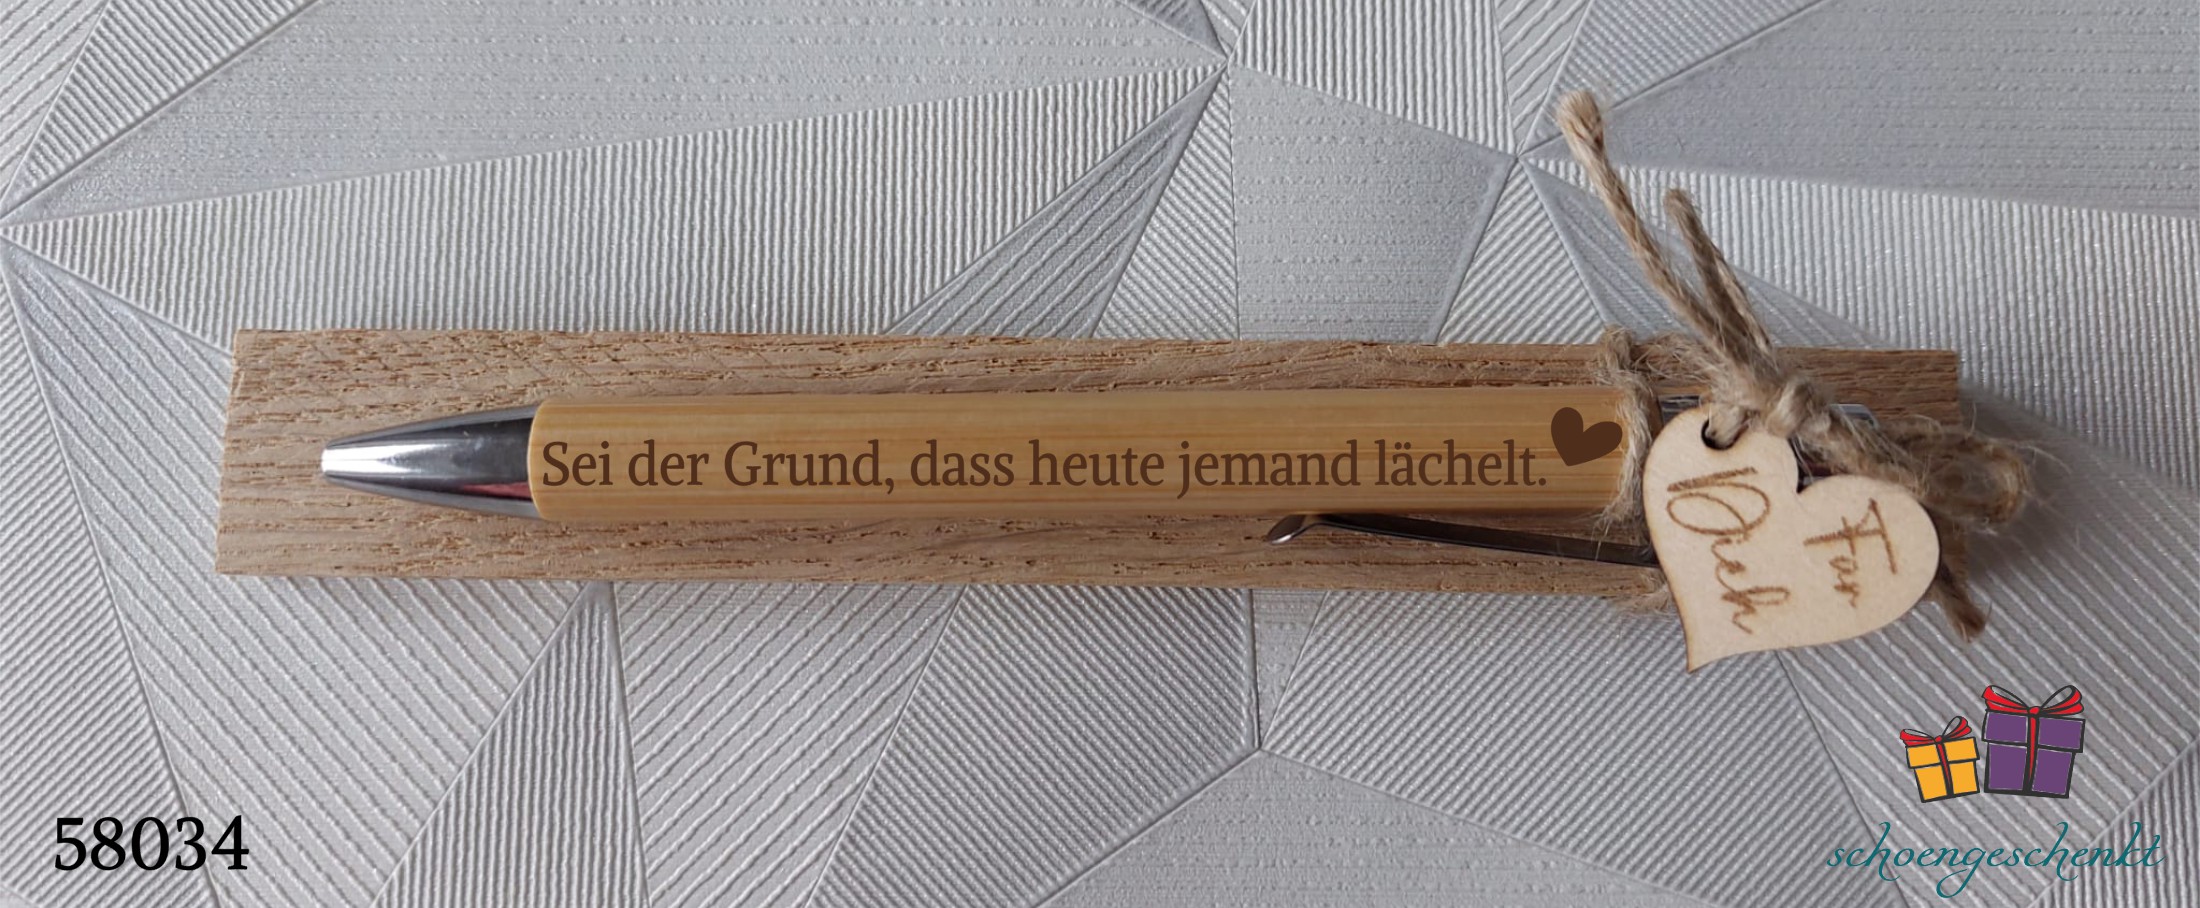 Sei der Grund, dass heute jemand lächelt.
Für
Dich
58034
schoengeschenkt